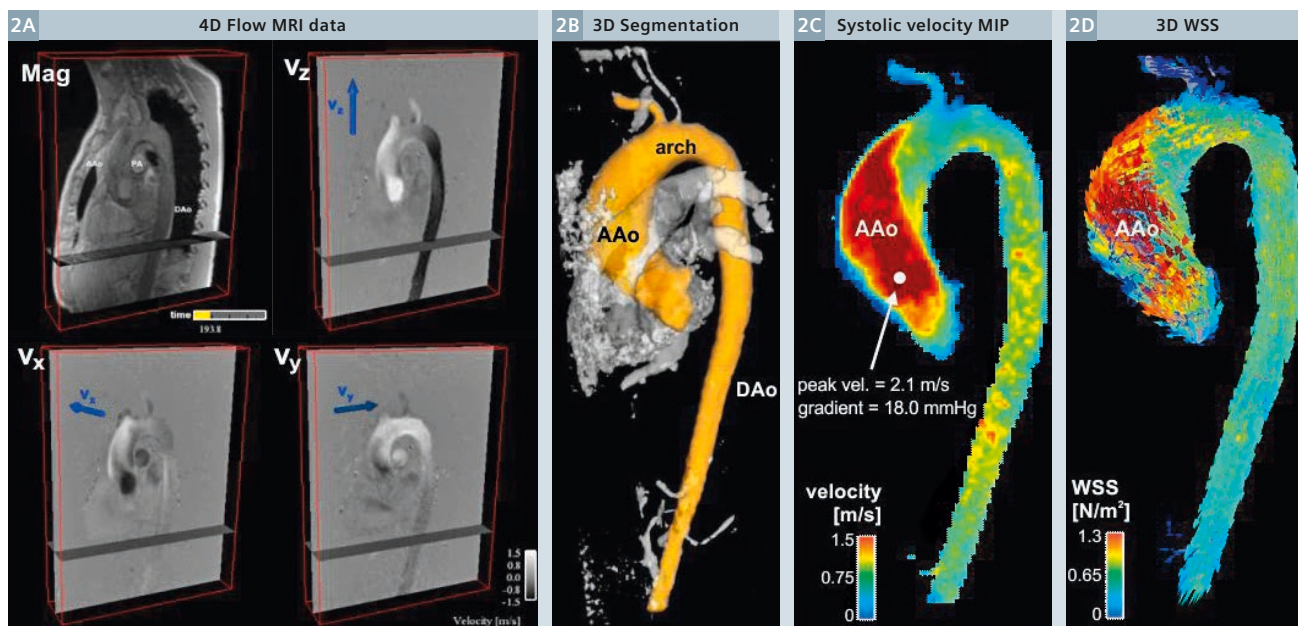 2A 4D Flow MRI data
Mag
AAo
PA
DAo
time
193.8
Vz
vz
Vx
vx
Vy
vy
1.5
0.8
0.0
-0.8
-1.5
Velocity [m/s]
2B 3D Segmentation
arch
AAo
DAo
2C Systolic velocity MIP
AAo
peak vel. = 2.1 m/s
gradient = 18.0 mmHg
velocity
[m/s]
1.5
0.75
0
2D 3D WSS
AAo
WSS
[N/m²]
1.3
0.65
0